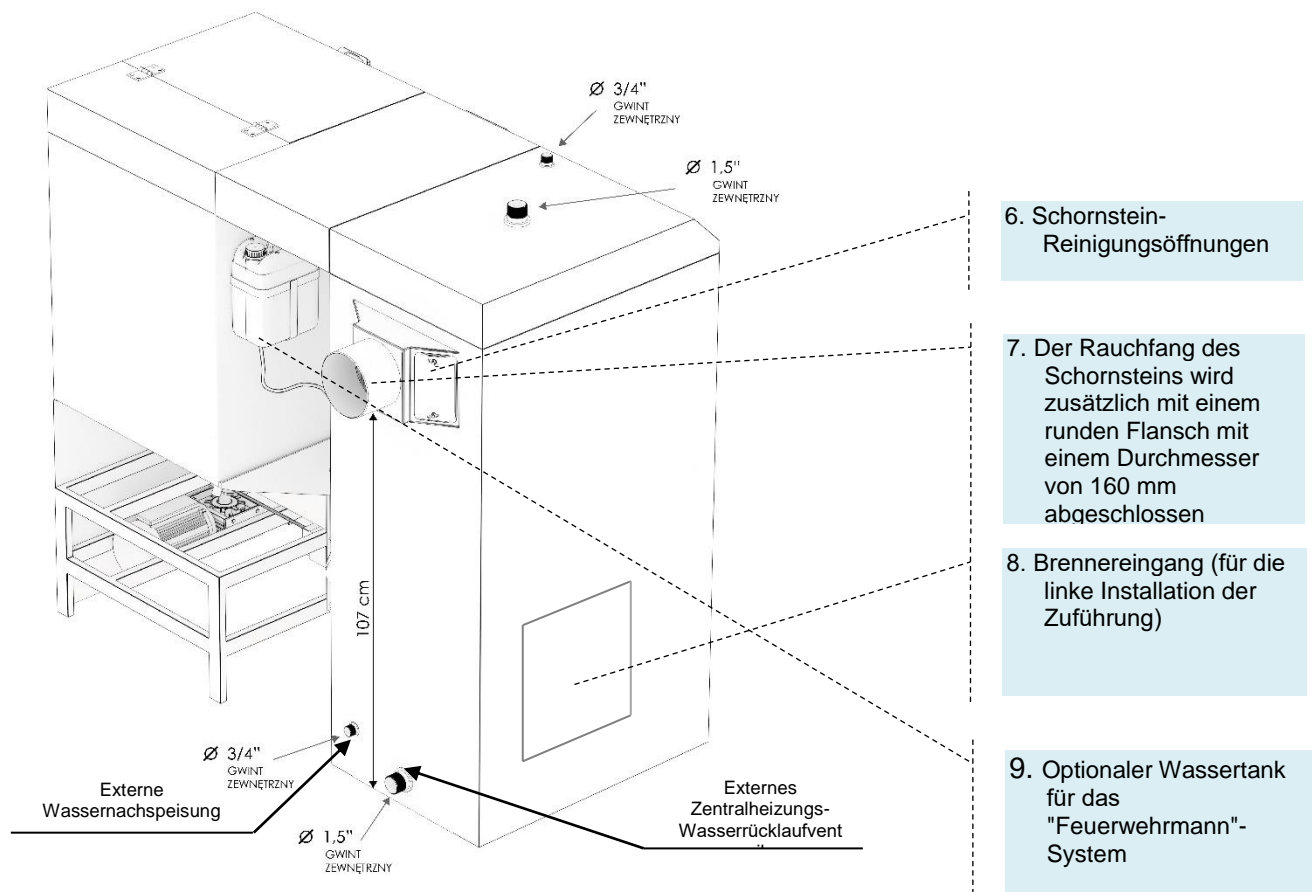 Ø 3/4"
GWINT
ZEWNĘTRZNY
Ø 1,5"
GWINT
ZEWNĘTRZNY
6. Schornstein-
Reinigungsöffnungen
7. Der Rauchfang des
Schornsteins wird
zusätzlich mit einem
runden Flansch mit
einem Durchmesser
von 160 mm
abgeschlossen
8. Brennereingang (für die
linke Installation der
Zuführung)
107 cm
Ø 3/4"
GWINT
ZEWNĘTRZNY
Externe
Wassernachspeisung
Ø 1,5"
GWINT
ZEWNĘTRZNY
Externes
Zentralheizungs-
Wasserrücklaufvent
9. Optionaler Wassertank
für das
"Feuerwehrmann"-
System